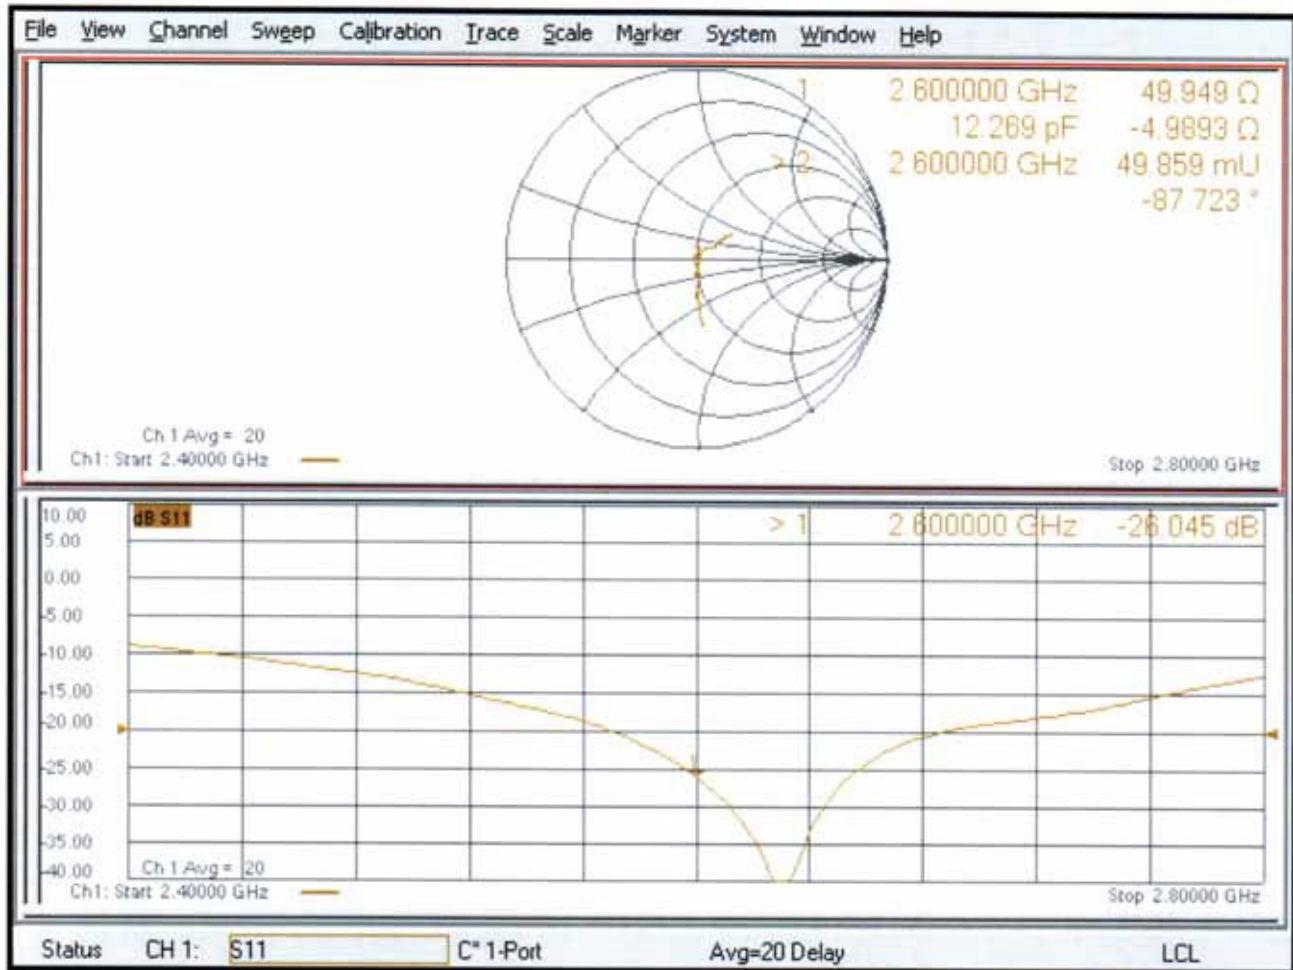 File View Channel Sweep Calibration Trace Scale Marker System Window Help
1 2.600000 GHz 49.949 Ω
12.269 pF -4.9893 Ω
> 2 2.600000 GHz 49.859 mU
-87.723 °
Ch 1 Avg = 20
Ch1: Start 2.40000 GHz
Stop 2.80000 GHz
10.00 dB S11 > 1 2.600000 GHz -26.045 dB
5.00
0.00
-5.00
-10.00
-15.00
-20.00
-25.00
1
-30.00
-35.00
-40.00
Ch 1 Avg = 20
Ch1: Start 2.40000 GHz
Stop 2.80000 GHz
Status CH 1: S11 C* 1-Port Avg=20 Delay LCL